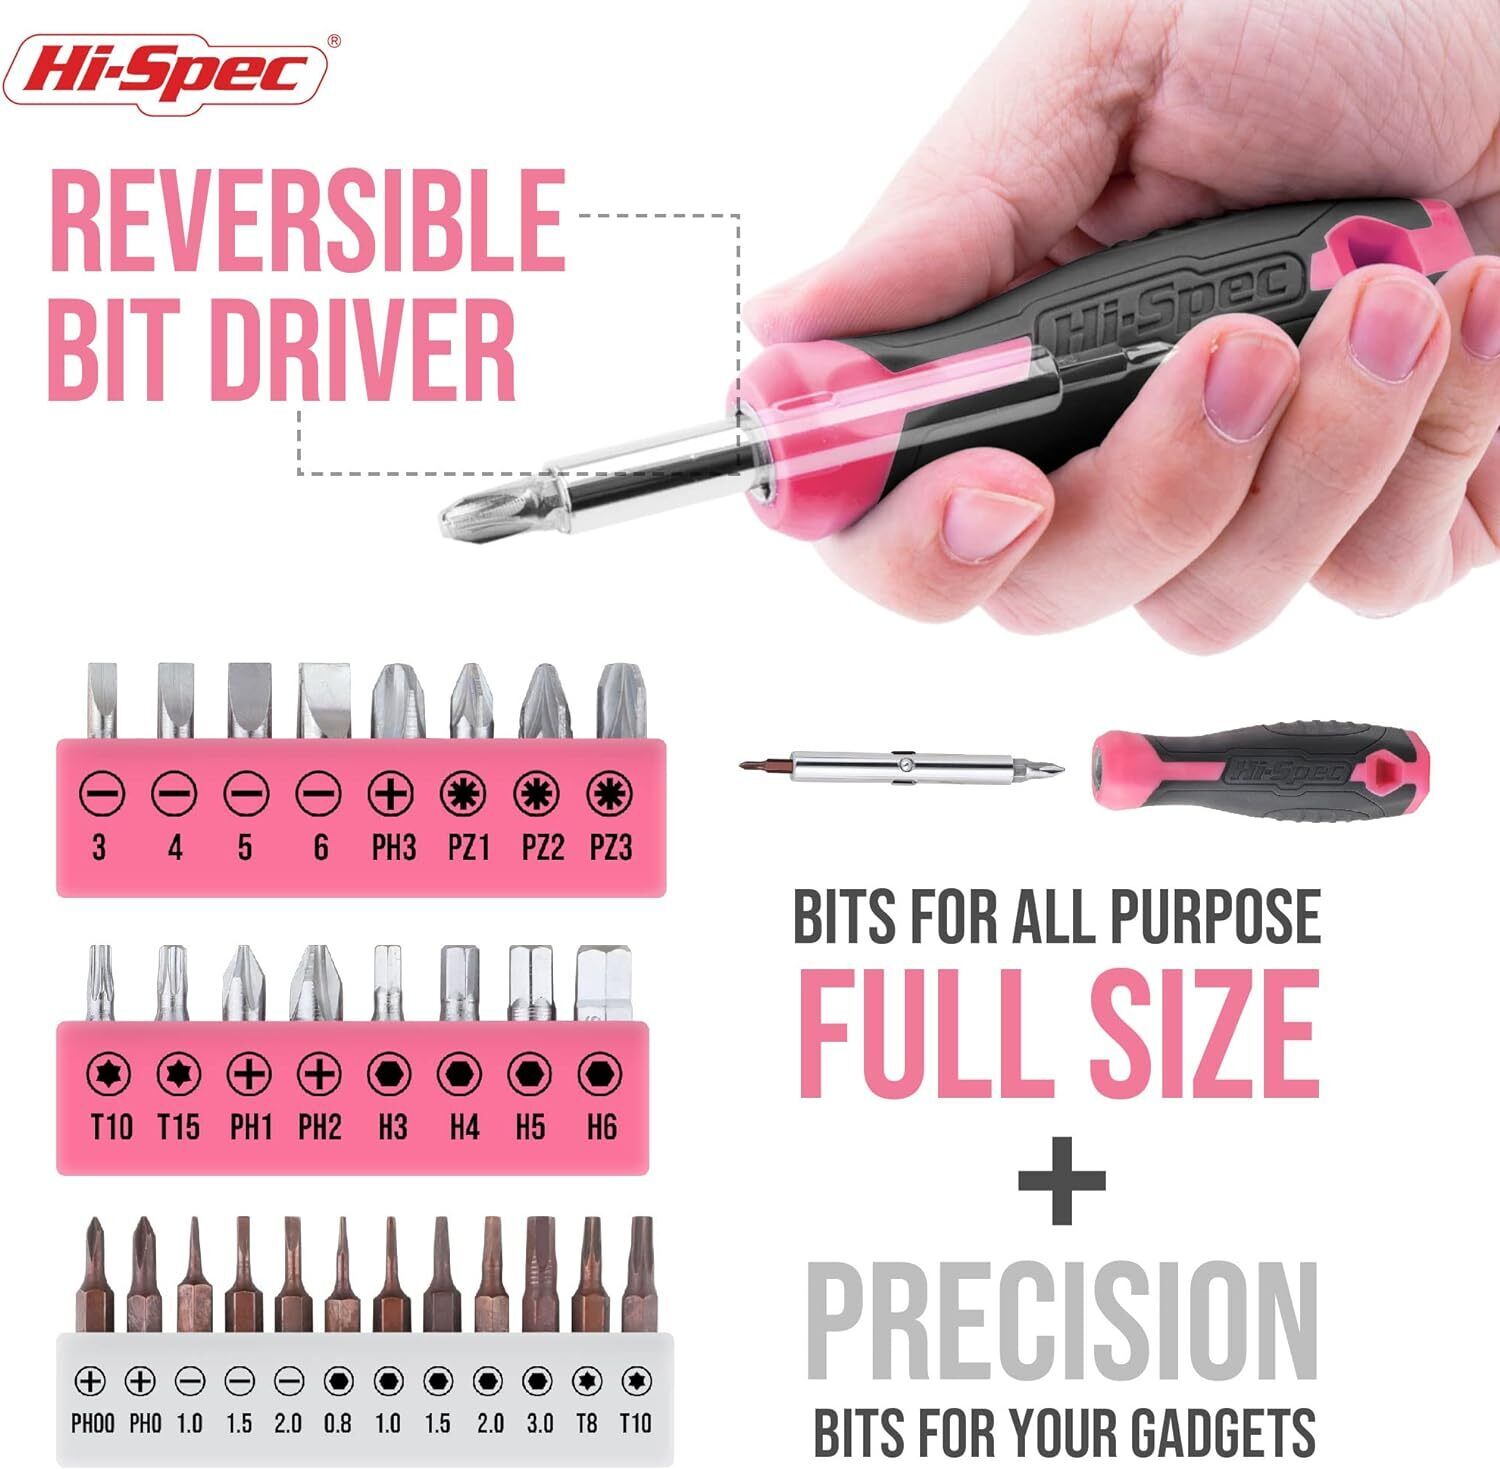 Hi-Spec®
REVERSIBLE
BIT DRIVER
Hi-Spec
3 4 5 6 PH3 PZ1 PZ2 PZ3
Hi-Spec
BITS FOR ALL PURPOSE
FULL SIZE
T10 T15 PH1 PH2 H3 H4 H5 H6
+
PRECISION
BITS FOR YOUR GADGETS
PH00 PH0 1.0 1.5 2.0 0.8 1.0 1.5 2.0 3.0 T8 T10